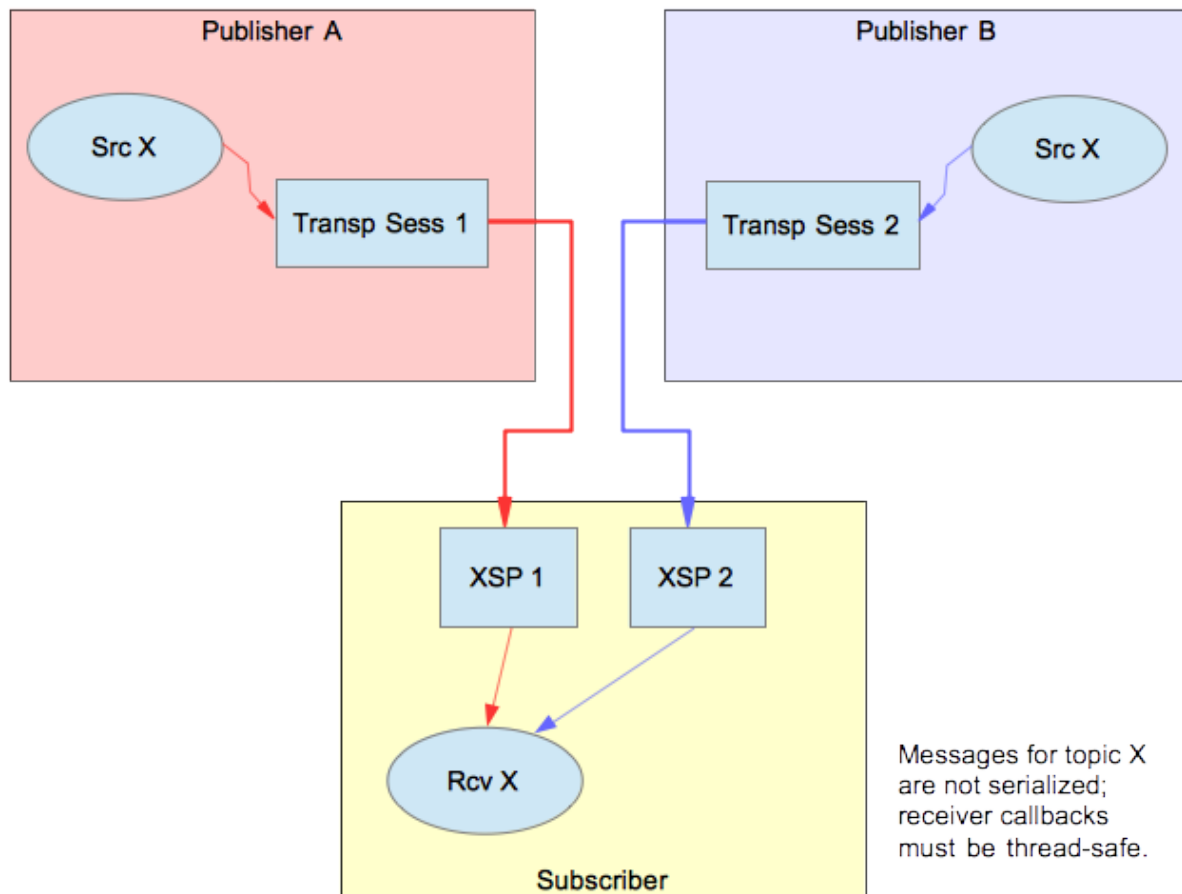 Publisher A
Publisher B
Src X
Src X
Transp Sess 1
Transp Sess 2
XSP 1
XSP 2
Rcv X
Messages for topic X
are not serialized;
receiver callbacks
must be thread-safe.
Subscriber